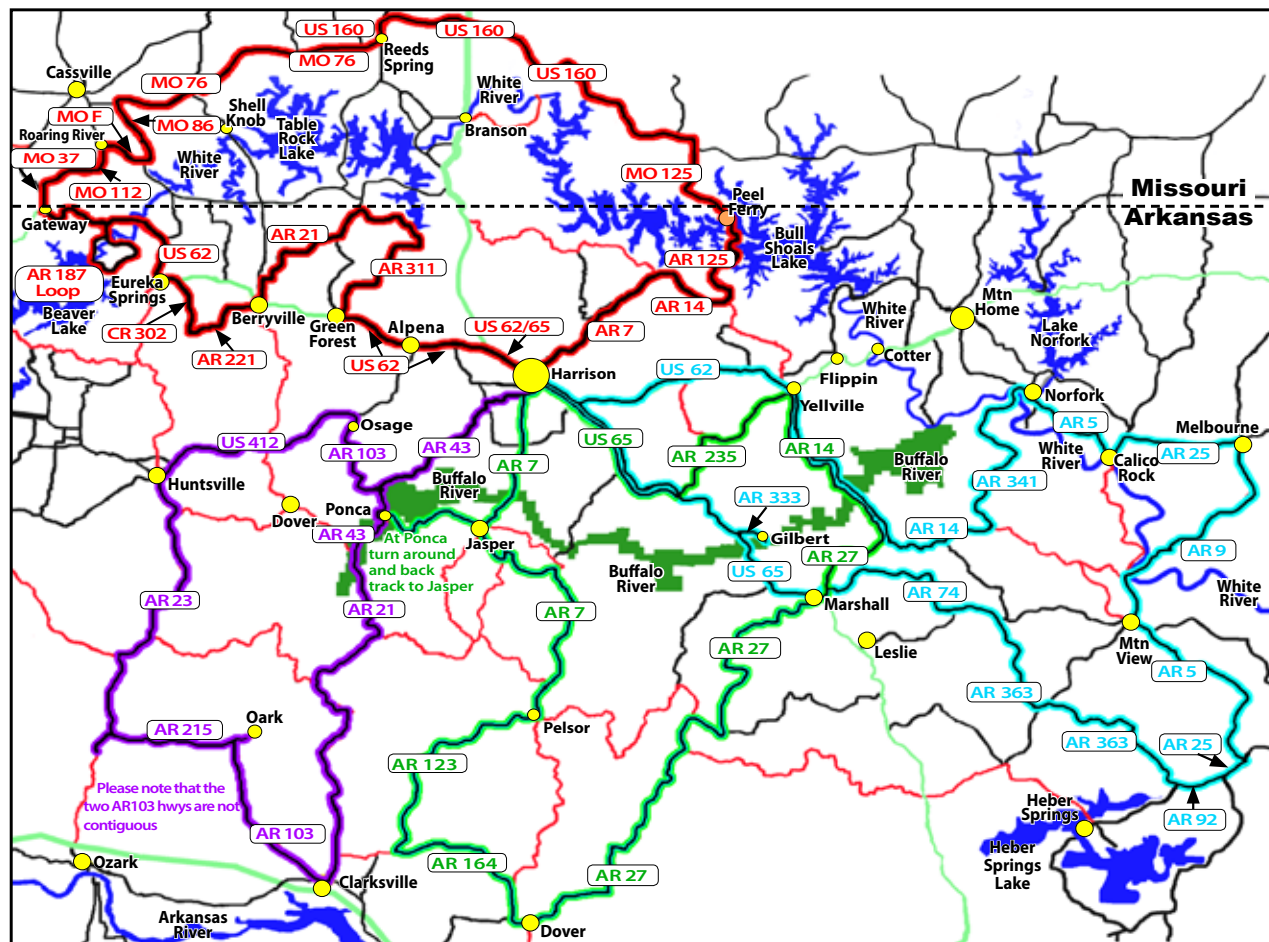 US 160
US 160
Reeds
Spring
MO 76
MO 76
US 160
Cassville
White
River
Shell
Knob
MO F
MO 86
Table
Rock
Lake
Branson
Roaring River
MO 37
White
River
MO 112
MO 125
Missouri
Peel
Ferry
Arkansas
Gateway
AR 21
Bull
Shoals
Lake
US 62
AR 311
AR 125
AR 187
Loop
Eureka
Springs
Beaver
Lake
CR 302
Berryville
Green
Forest
Alpena
US 62/65
AR 7
AR 14
White
River
Mtn
Home
Lake
Norfork
AR 221
US 62
Harrison
US 62
Cotter
Flippin
Yellville
Norfork
Osage
AR 5
Melbourne
US 412
AR 103
AR 43
US 65
AR 235
AR 14
White
River
AR 25
Calico
Rock
Huntsville
AR 7
Buffalo
River
Buffalo
River
AR 341
Dover
Ponca
AR 333
AR 43
Jasper
Gilbert
AR 14
At Ponca
turn around
and back
track to Jasper
Buffalo
River
AR 27
US 65
AR 9
White
River
AR 23
AR 21
AR 7
Marshall
AR 74
Mtn
View
AR 27
Leslie
AR 5
AR 363
Oark
AR 215
Pelsor
AR 363
AR 25
AR 123
Please note that the
two AR103 hwys are not
contiguous
Heber
Springs
AR 92
AR 103
Ozark
AR 164
AR 27
Heber
Springs
Lake
Clarksville
Arkansas
River
Dover